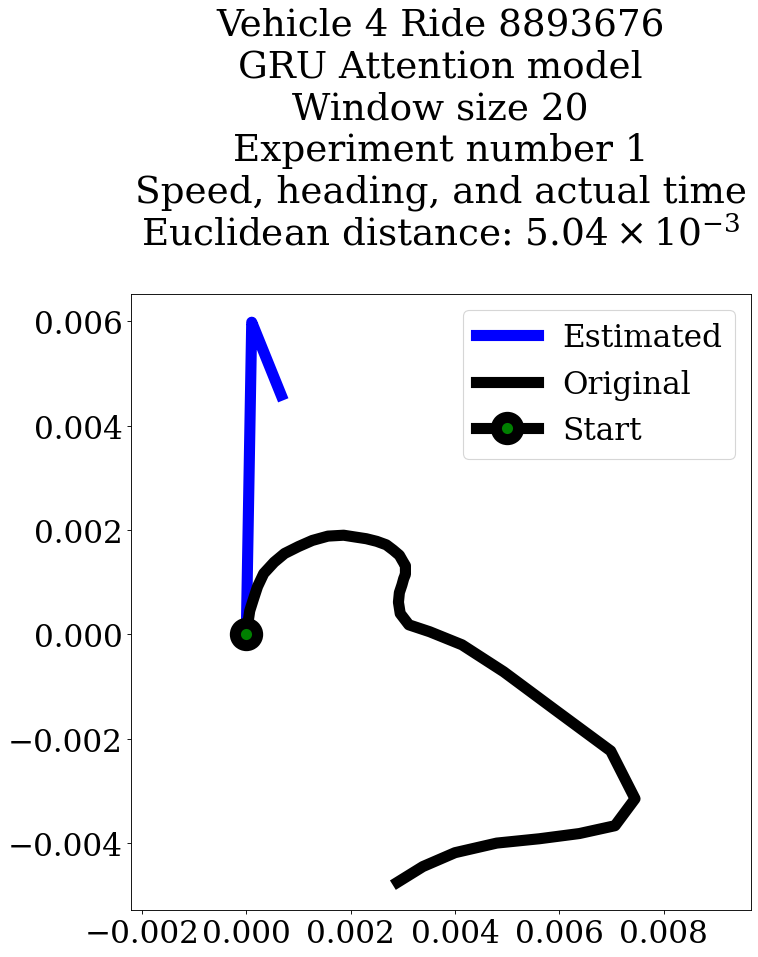 Vehicle 4 Ride 8893676
GRU Attention model
Window size 20
Experiment number 1
Speed, heading, and actual time
Euclidean distance: 5.04 × 10⁻³
Estimated
Original
Start
0.006
0.004
0.002
0.000
−0.002
−0.004
−0.002 0.000 0.002 0.004 0.006 0.008